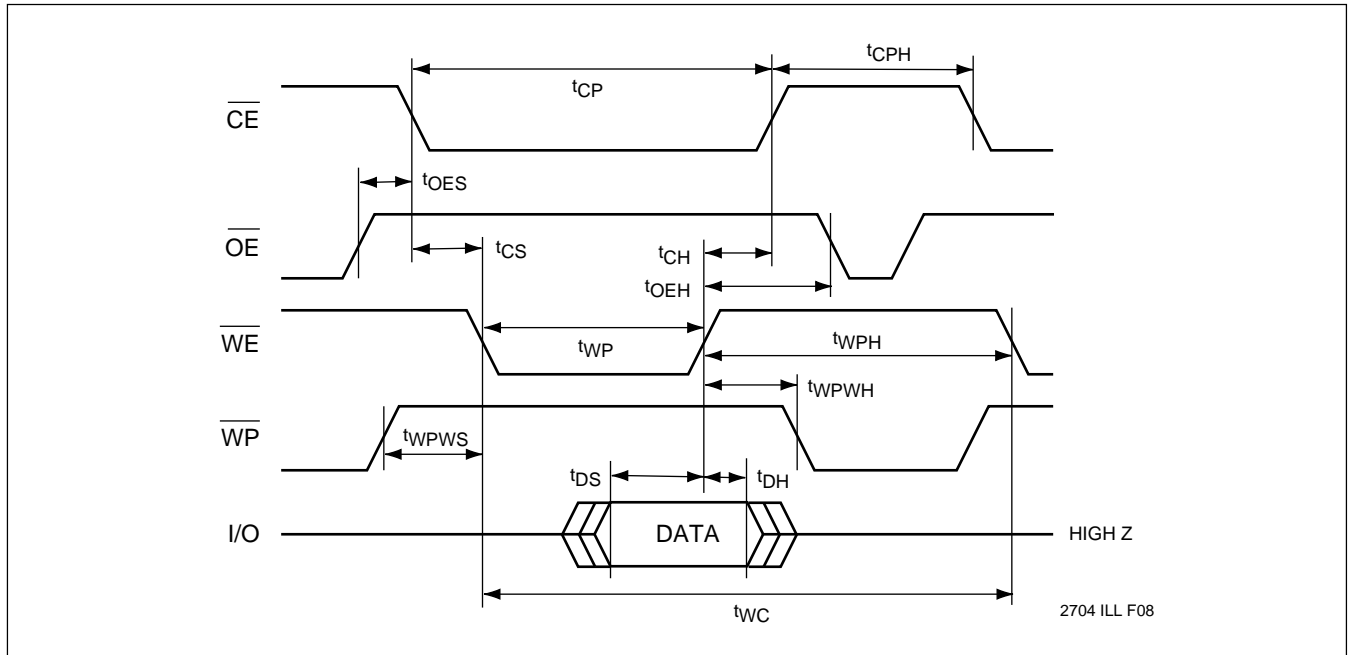 tCPH
tCP
CE
tOES
OE
tCS
tCH
tOEH
WE
tWP
tWPH
tWPWH
WP
tWPWS
tDS
tDH
I/O
DATA
HIGH Z
tWC
2704 ILL F08